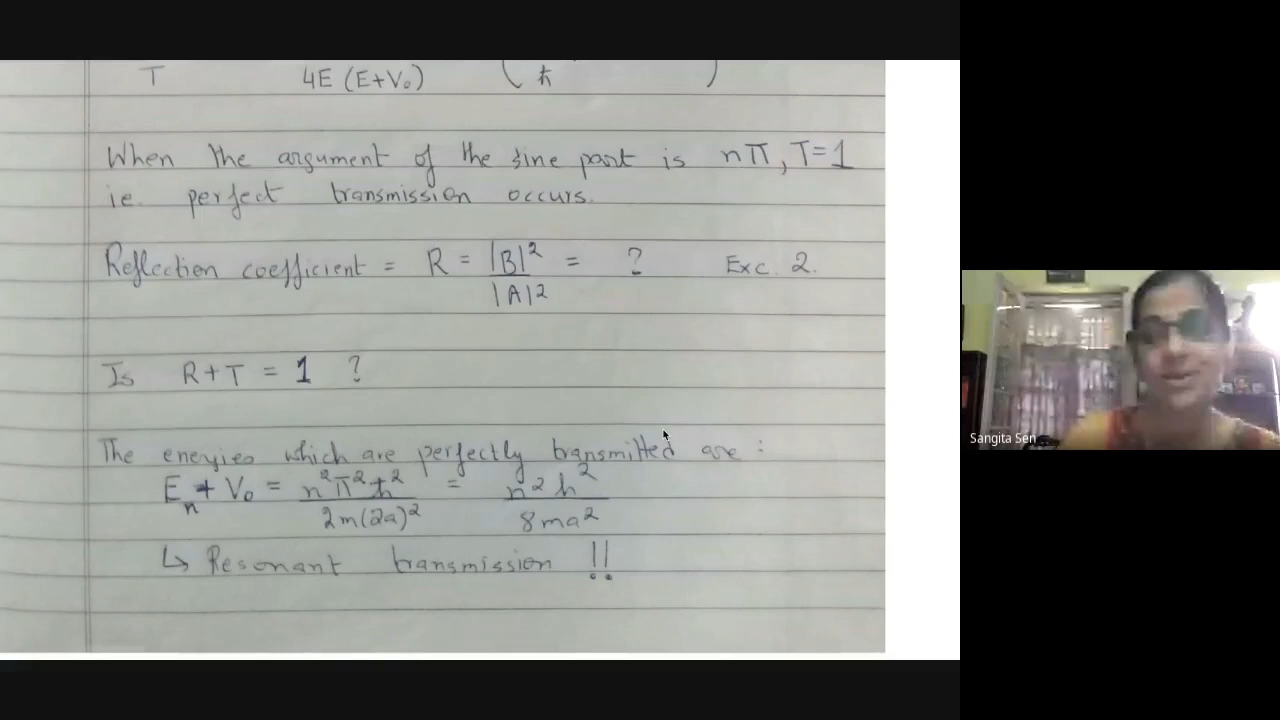 T 4E (E+V₀) ( ħ )
When the argument of the sine part is nπ, T=1
ie. perfect transmission occurs.
Reflection coefficient = R = |B|² / |A|² = ? Exc. 2.
Is R+T = 1 ?
The energies which are perfectly transmitted are :
Eₙ + V₀ = n²π²ħ² / 2m(2a)² = n²h² / 8ma²
↳ Resonant transmission !!
Sangita Sen